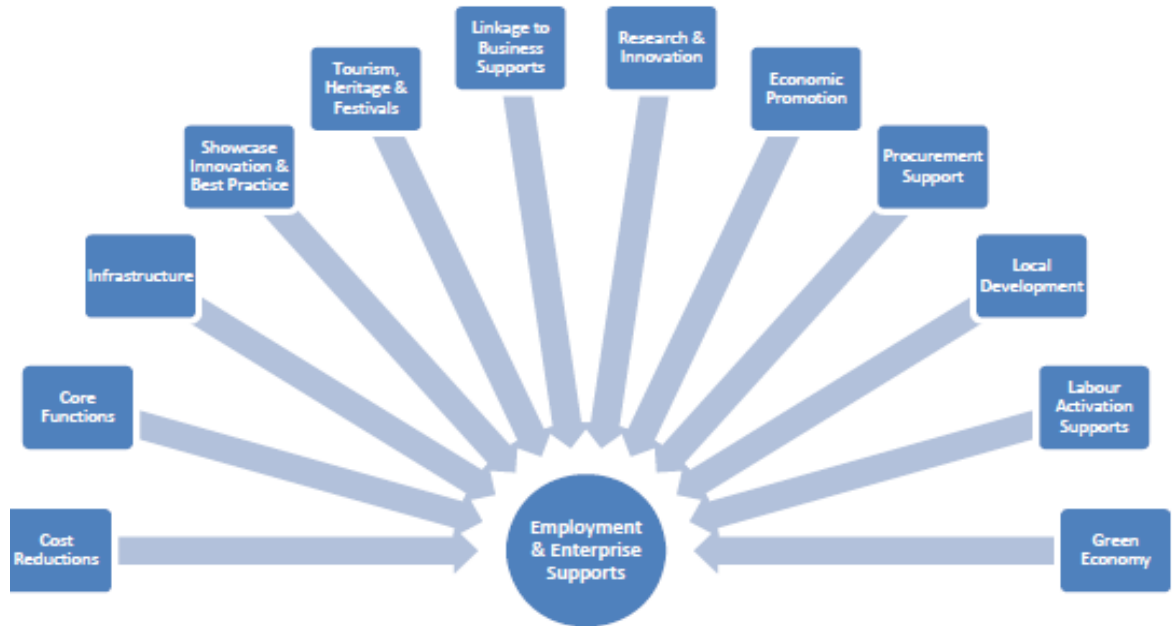 Linkage to
Business
Supports
Research &
Innovation
Tourism,
Heritage &
Festivals
Economic
Promotion
Showcase
Innovation &
Best Practice
Procurement
Support
Infrastructure
Local
Development
Core
Functions
Labour
Activation
Supports
Cost
Reductions
Employment
& Enterprise
Supports
Green
Economy